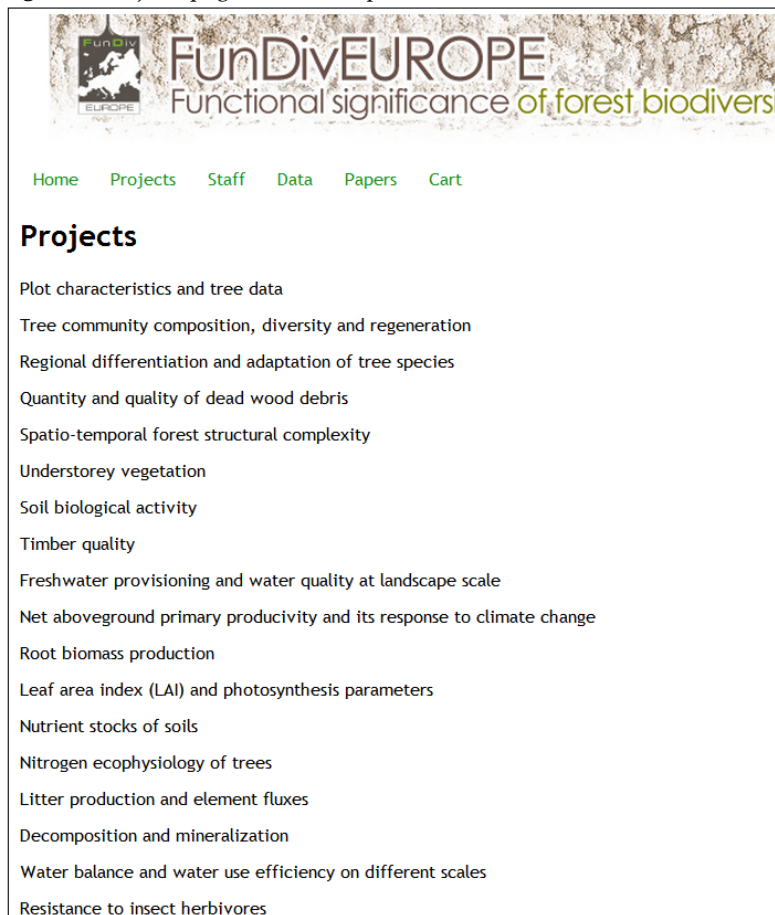 FunDiv
EUROPE
FunDivEUROPE
Functional significance of forest biodiversi
Home Projects Staff Data Papers Cart
Projects
Plot characteristics and tree data
Tree community composition, diversity and regeneration
Regional differentiation and adaptation of tree species
Quantity and quality of dead wood debris
Spatio-temporal forest structural complexity
Understorey vegetation
Soil biological activity
Timber quality
Freshwater provisioning and water quality at landscape scale
Net aboveground primary producivity and its response to climate change
Root biomass production
Leaf area index (LAI) and photosynthesis parameters
Nutrient stocks of soils
Nitrogen ecophysiology of trees
Litter production and element fluxes
Decomposition and mineralization
Water balance and water use efficiency on different scales
Resistance to insect herbivores